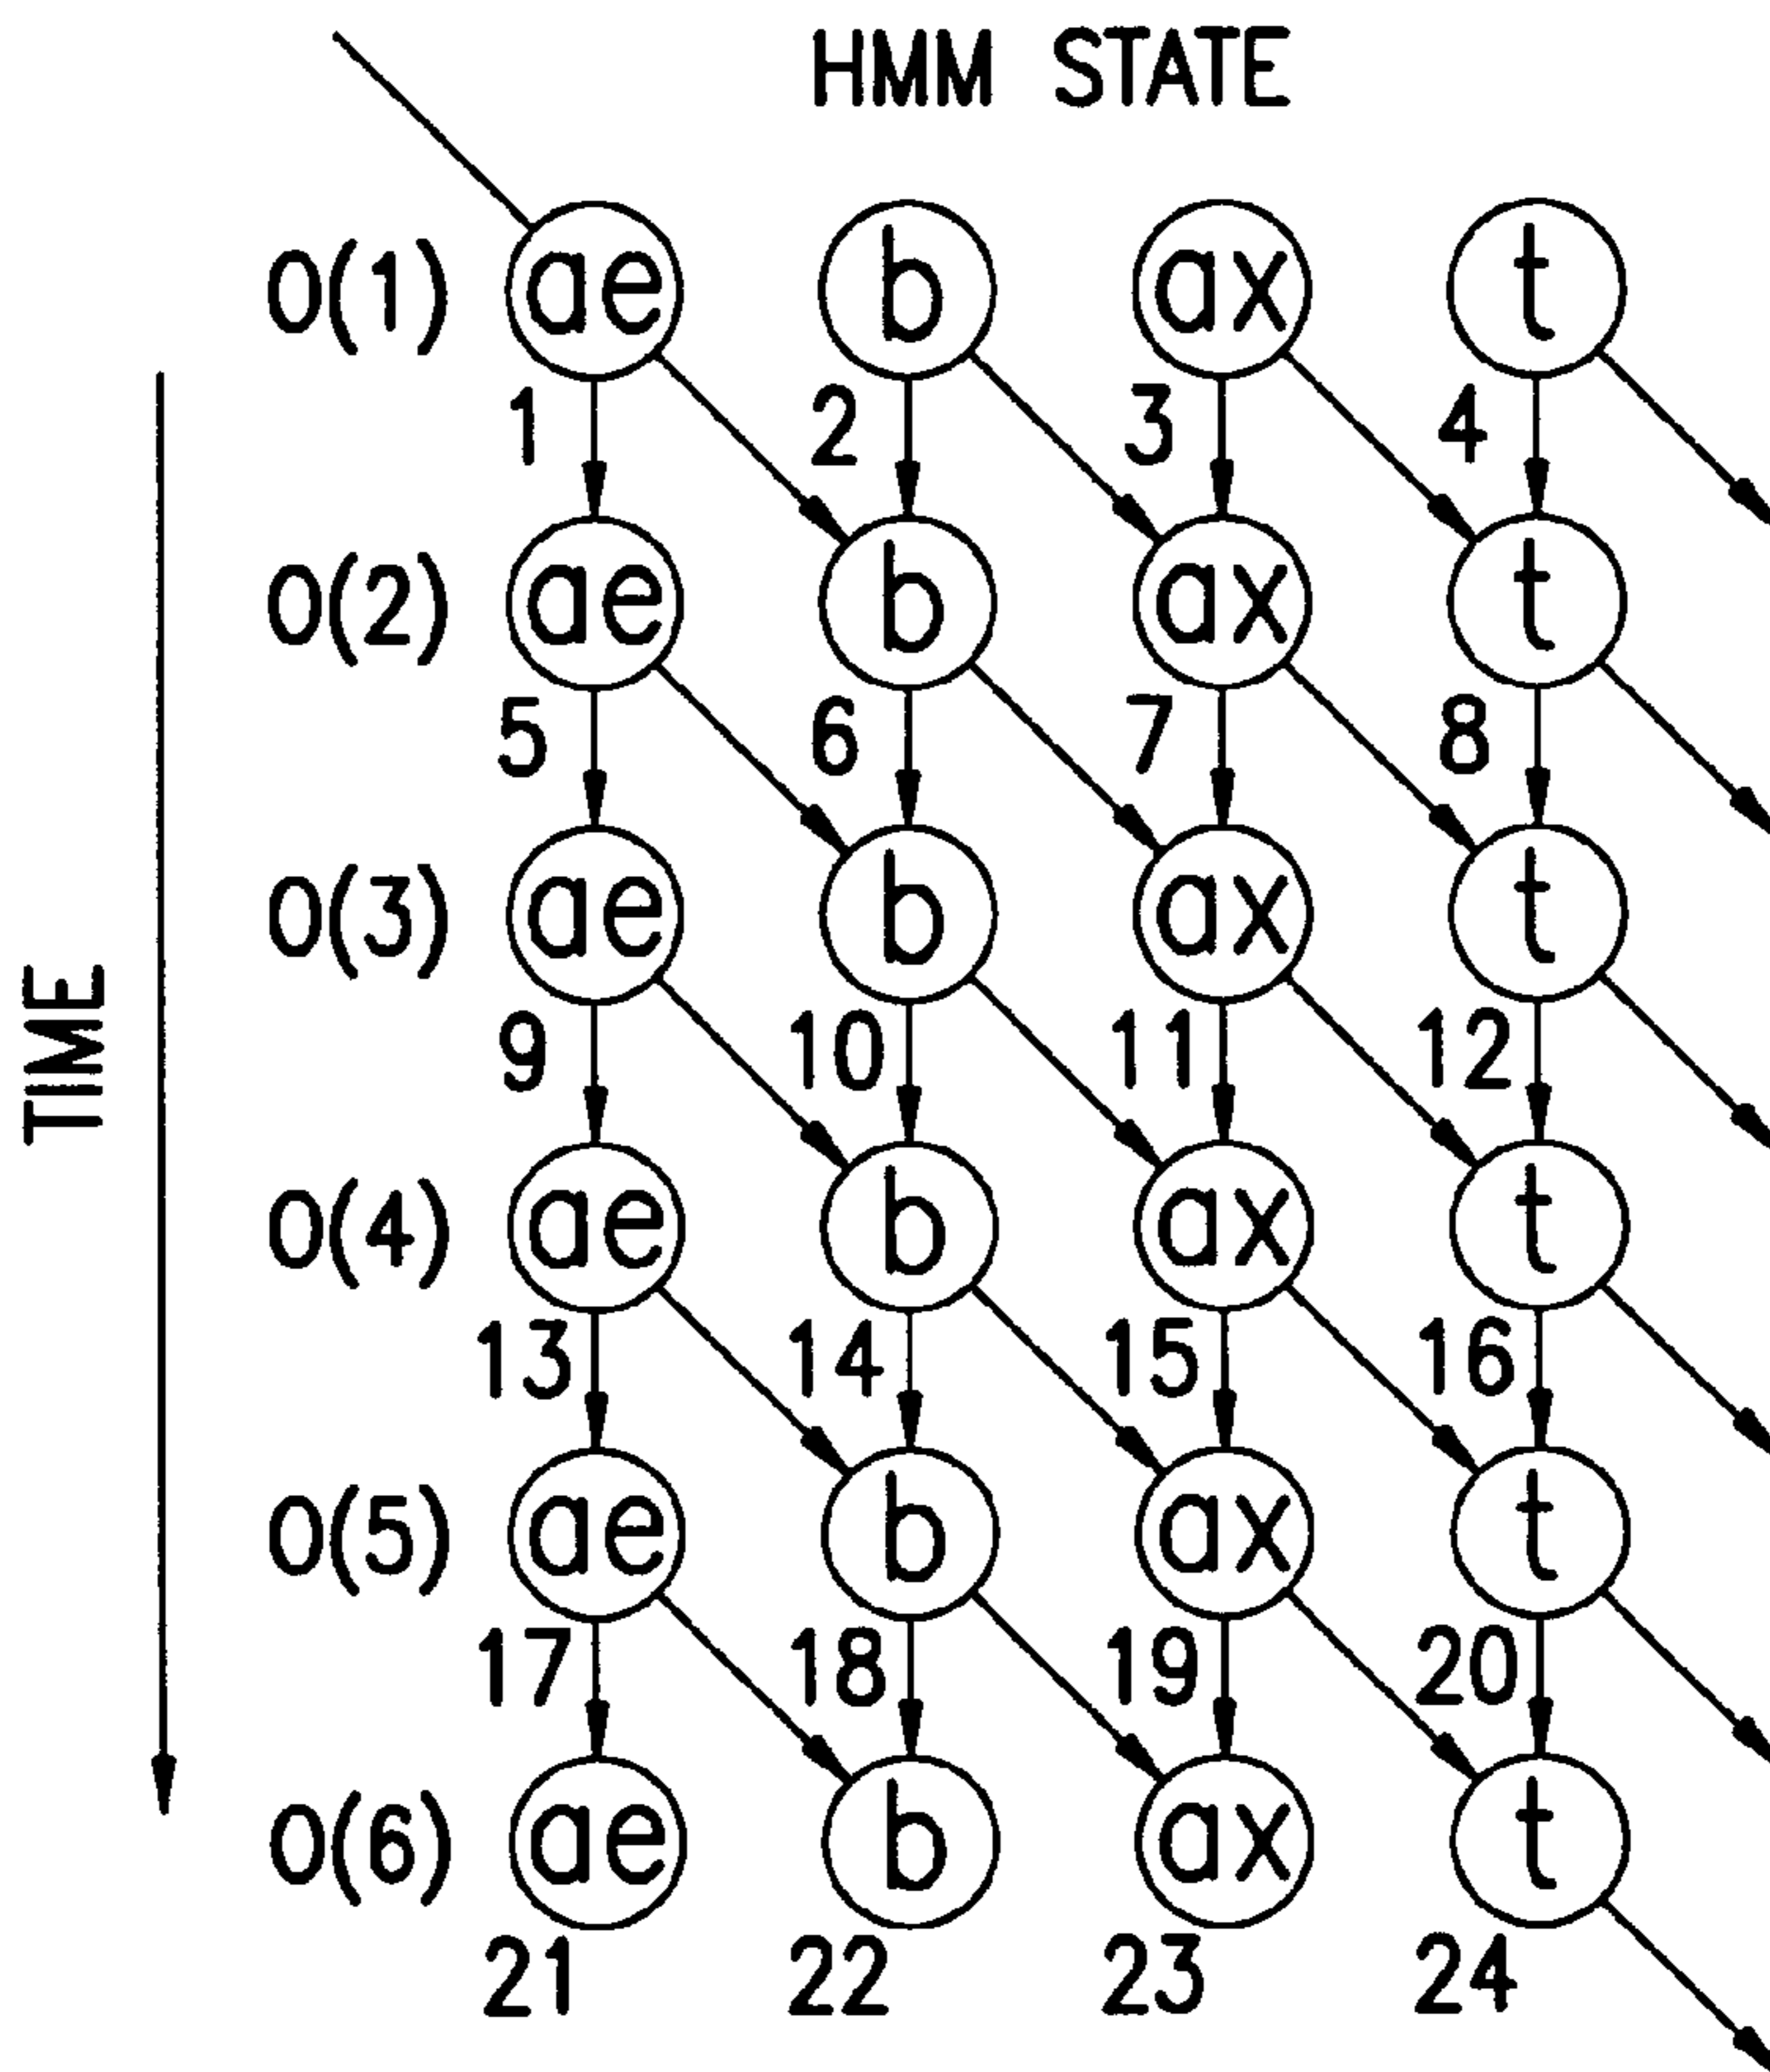 HMM STATE
O(1) ae b ax t
1 2 3 4
O(2) ae b ax t
5 6 7 8
O(3) ae b ax t
9 10 11 12
O(4) ae b ax t
13 14 15 16
O(5) ae b ax t
17 18 19 20
O(6) ae b ax t
21 22 23 24
TIME